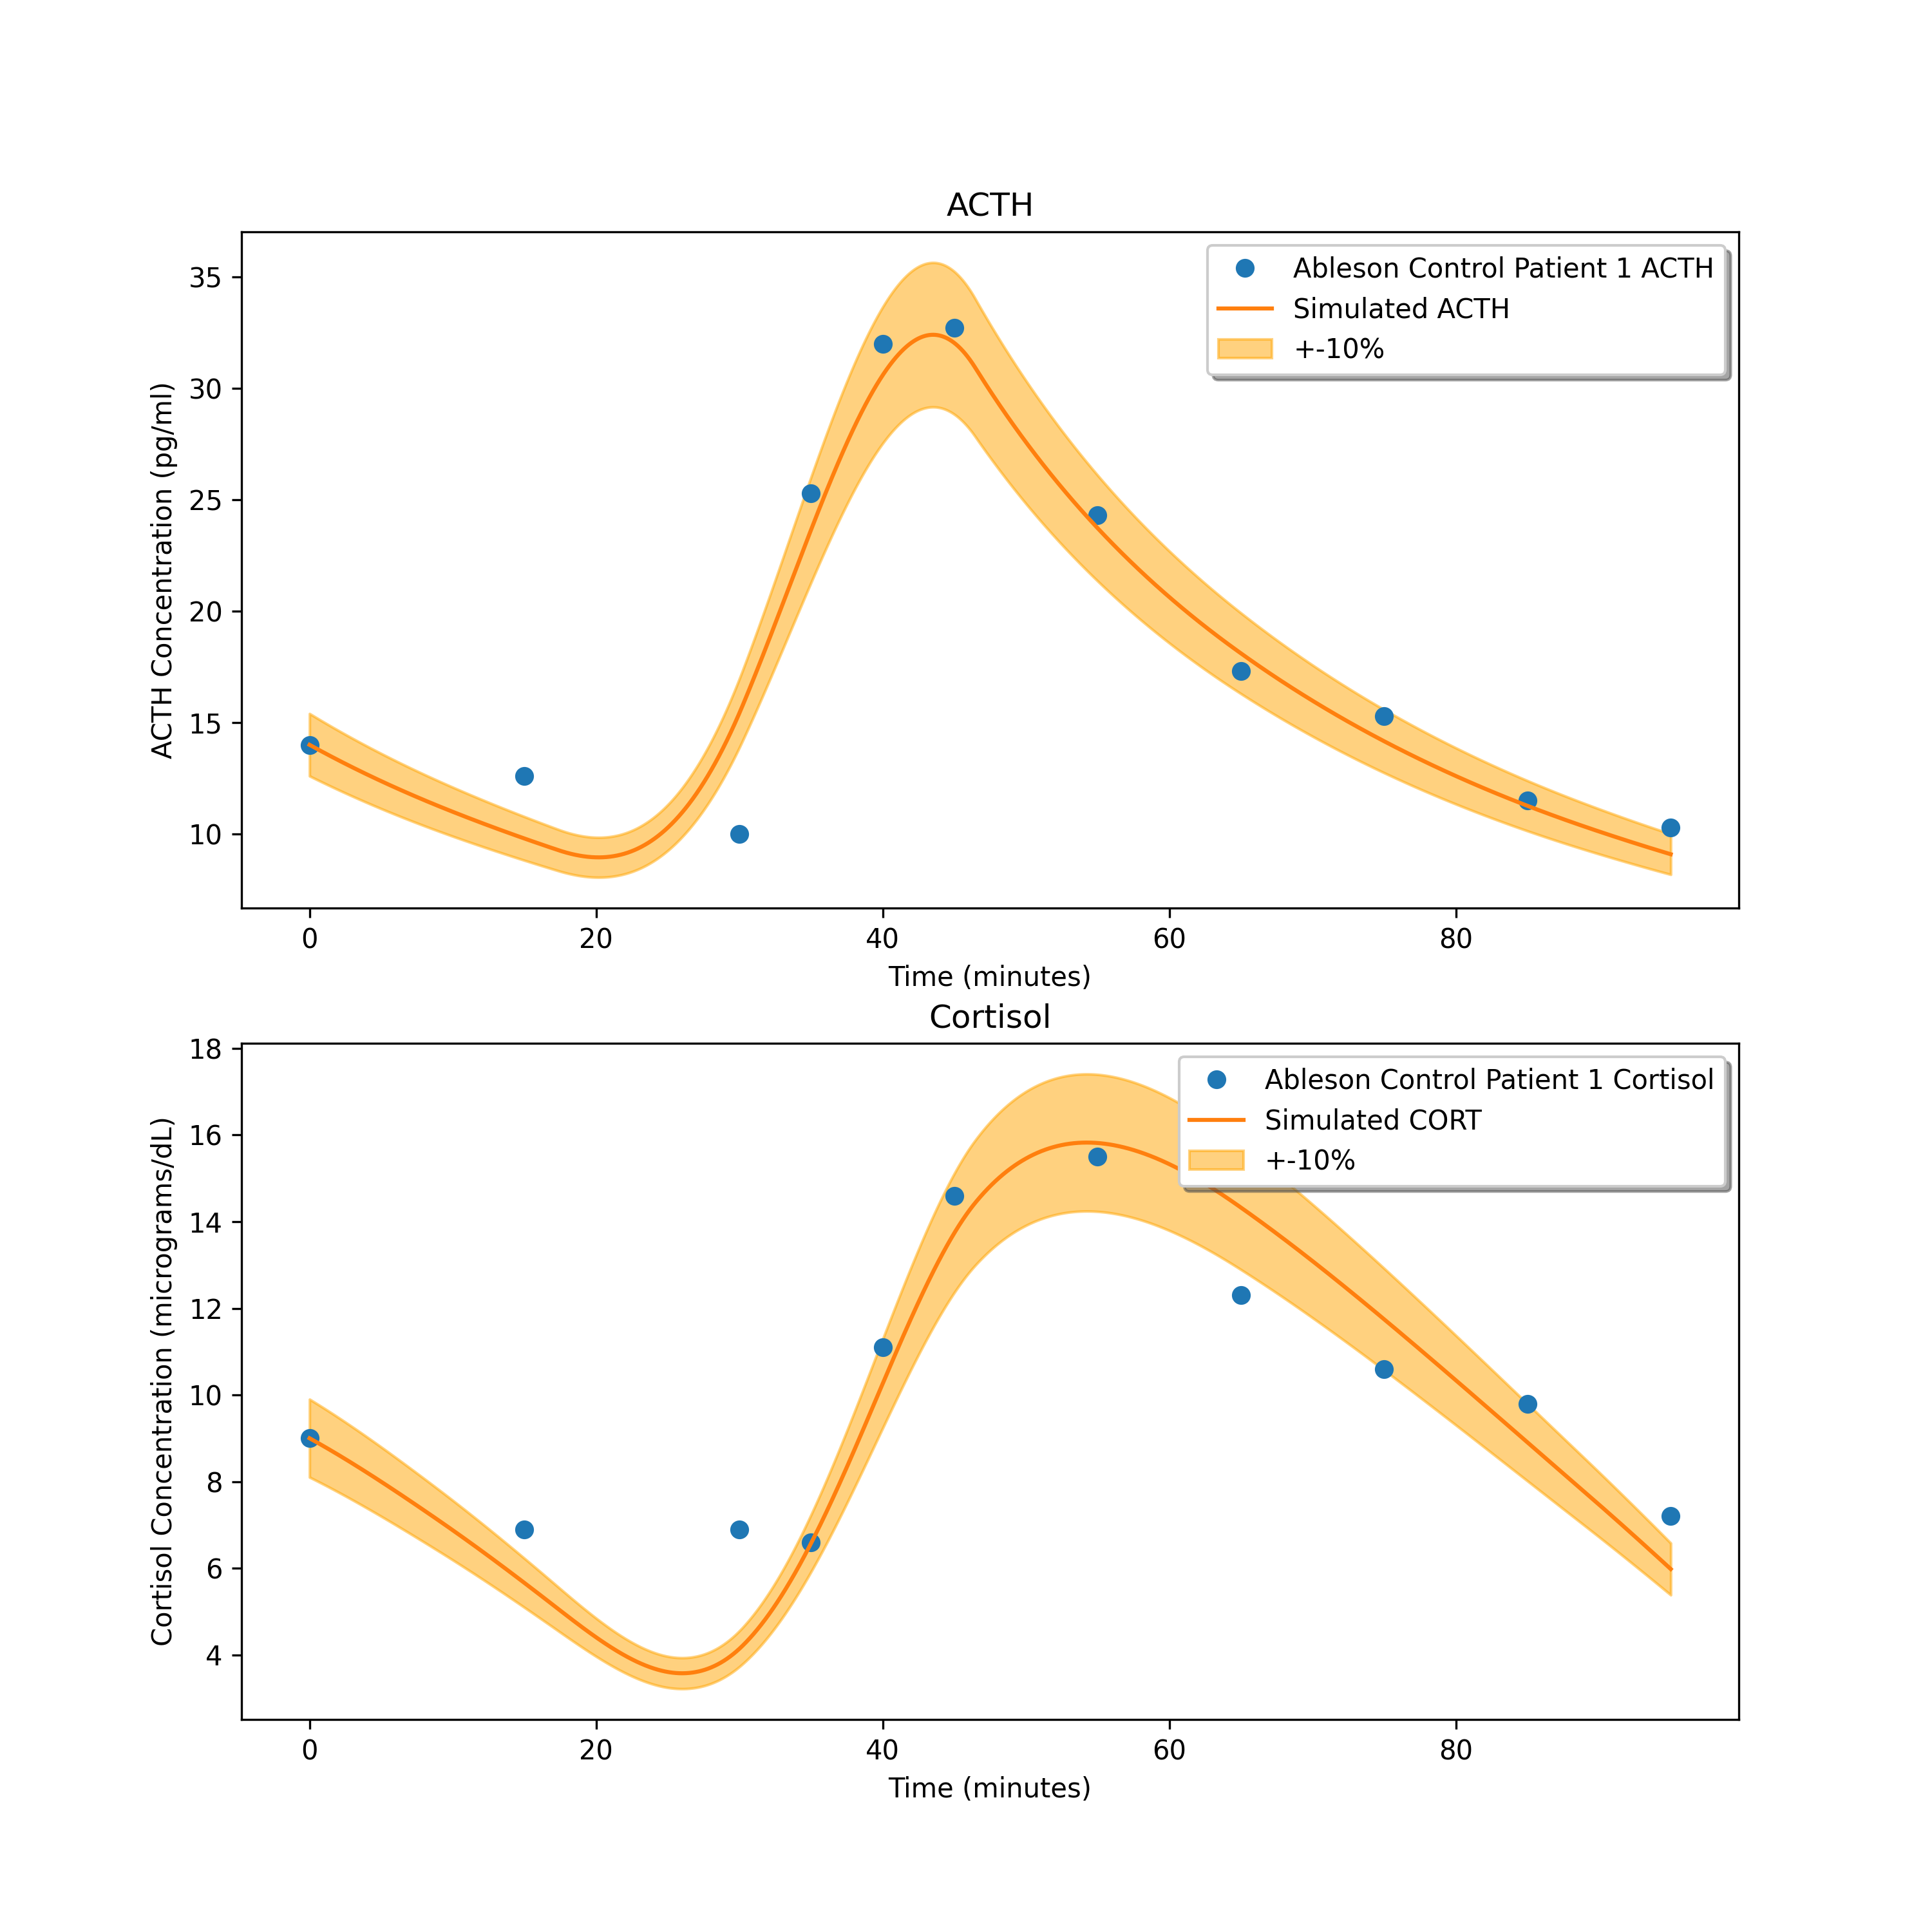 ACTH
Ableson Control Patient 1 ACTH
Simulated ACTH
+-10%
ACTH Concentration (pg/ml)
35
30
25
20
15
10
0 20 40 60 80
Time (minutes)
Cortisol
Ableson Control Patient 1 Cortisol
Simulated CORT
+-10%
Cortisol Concentration (micrograms/dL)
18
16
14
12
10
8
6
4
0 20 40 60 80
Time (minutes)